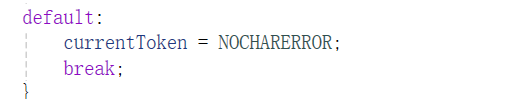 default:
    currentToken = NOCHARERROR;
    break;
}